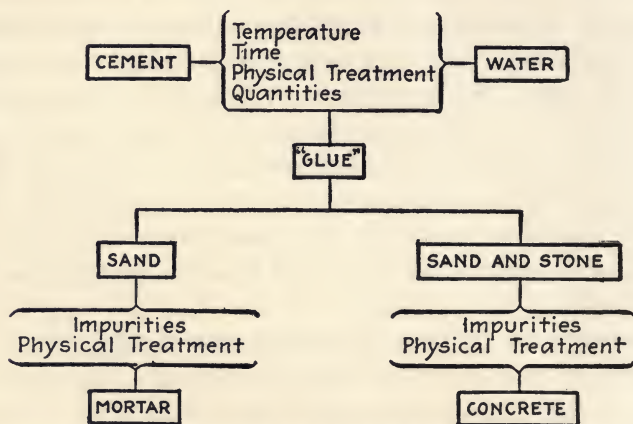 Temperature
Time
CEMENT
Physical Treatment
WATER
Quantities
"GLUE"
SAND
SAND AND STONE
Impurities
Physical Treatment
Impurities
Physical Treatment
MORTAR
CONCRETE